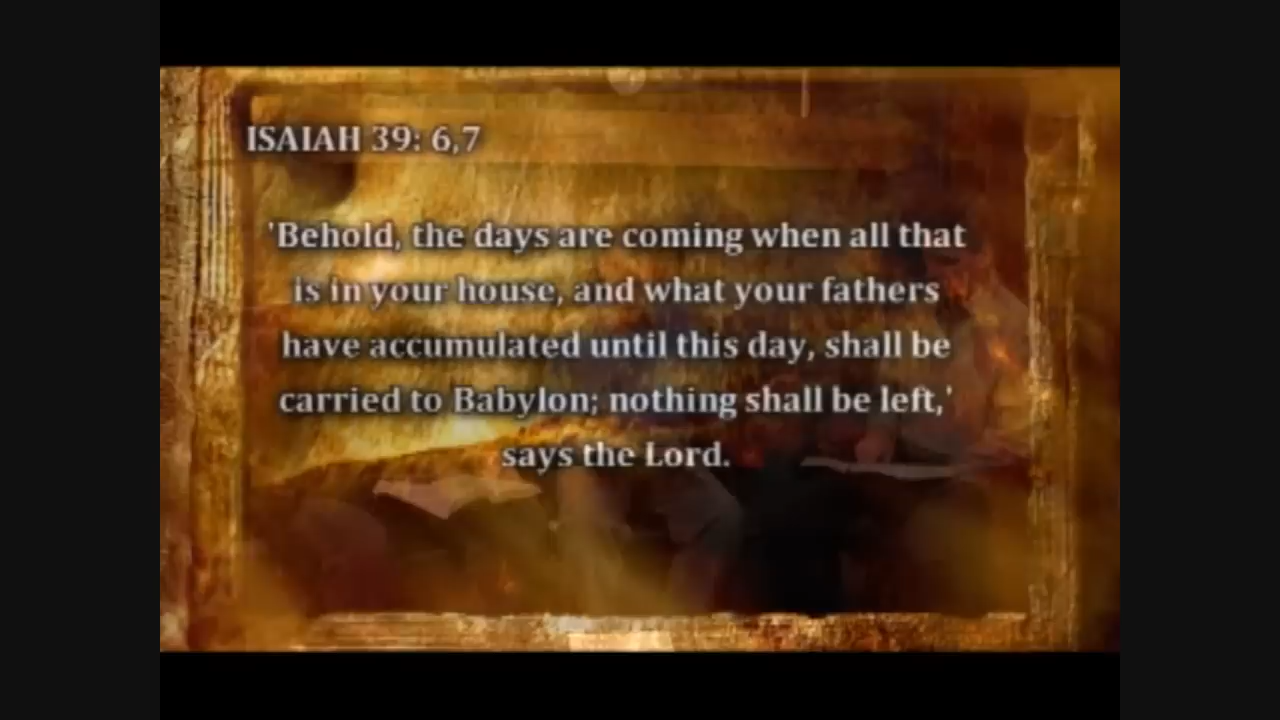 ISAIAH 39: 6,7
'Behold, the days are coming when all that
is in your house, and what your fathers
have accumulated until this day, shall be
carried to Babylon; nothing shall be left,'
says the Lord.